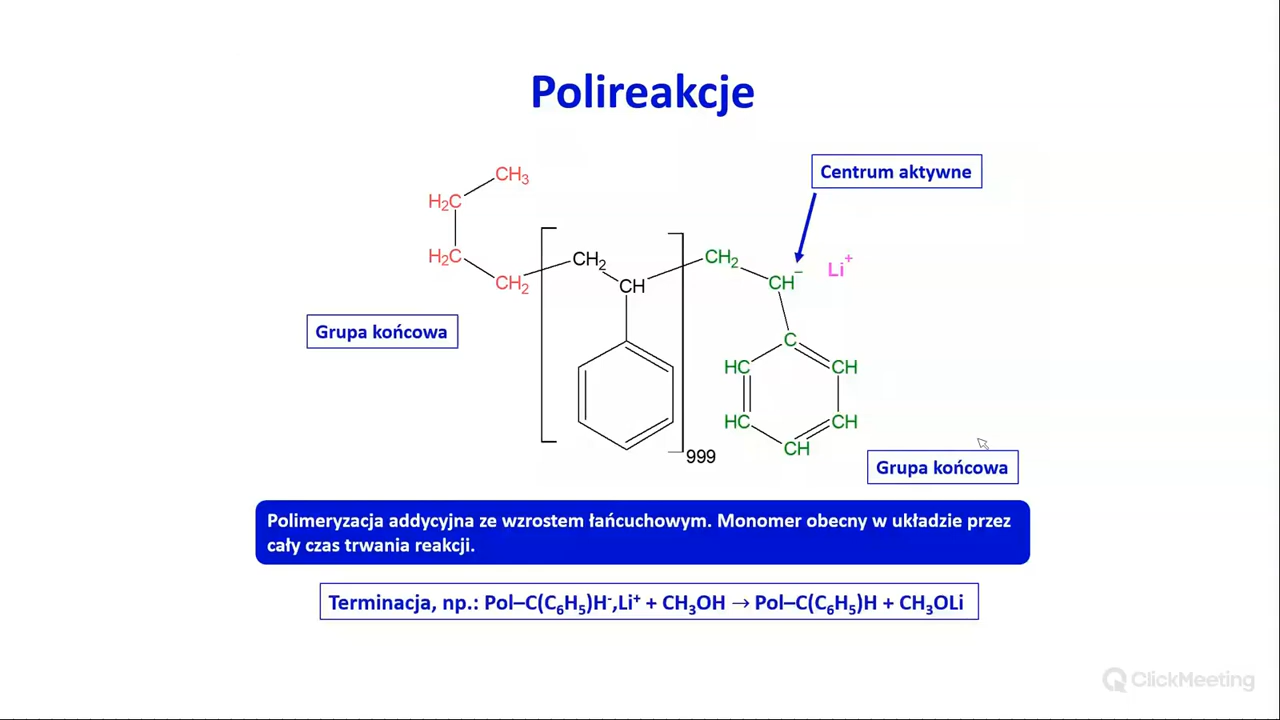 Polireakcje
Centrum aktywne
CH₃
H₂C
H₂C
CH₂
CH₂
CH
999
CH₂
CH⁻
Li⁺
Grupa końcowa
C
HC
CH
HC
CH
CH
Grupa końcowa
Polimeryzacja addycyjna ze wzrostem łańcuchowym. Monomer obecny w układzie przez
cały czas trwania reakcji.
Terminacja, np.: Pol–C(C₆H₅)H⁻,Li⁺ + CH₃OH → Pol–C(C₆H₅)H + CH₃OLi
ClickMeeting